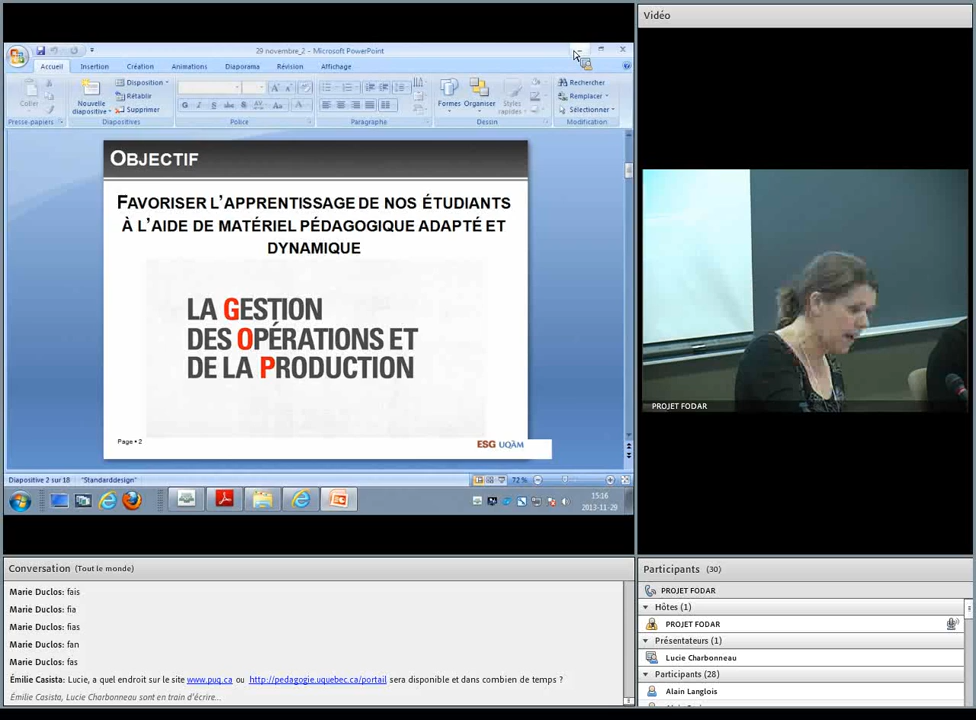 Vidéo
29 novembre_2 - Microsoft PowerPoint
Accueil Insertion Création Animations Diaporama Révision Affichage
Coller
Nouvelle diapositive
Disposition
Rétablir
Supprimer
Formes Organiser Styles rapides
Rechercher
Remplacer
Sélectionner
Presse-papiers Diapositives Police Paragraphe Dessin Modification
OBJECTIF
FAVORISER L'APPRENTISSAGE DE NOS ÉTUDIANTS
À L'AIDE DE MATÉRIEL PÉDAGOGIQUE ADAPTÉ ET
DYNAMIQUE
LA GESTION
DES OPÉRATIONS ET
DE LA PRODUCTION
Page • 2
ESG UQÀM
Diapositive 2 sur 18 "Standarddesign" 72 %
15:16
2013-11-29
PROJET FODAR
Conversation (Tout le monde)
Marie Duclos: fais
Marie Duclos: fia
Marie Duclos: fias
Marie Duclos: fan
Marie Duclos: fas
Émilie Casista: Lucie, a quel endroit sur le site www.puq.ca ou http://pedagogie.uquebec.ca/portail sera disponible et dans combien de temps ?
Émilie Casista, Lucie Charbonneau sont en train d'écrire...
Participants (30)
PROJET FODAR
Hôtes (1)
PROJET FODAR
Présentateurs (1)
Lucie Charbonneau
Participants (28)
Alain Langlois